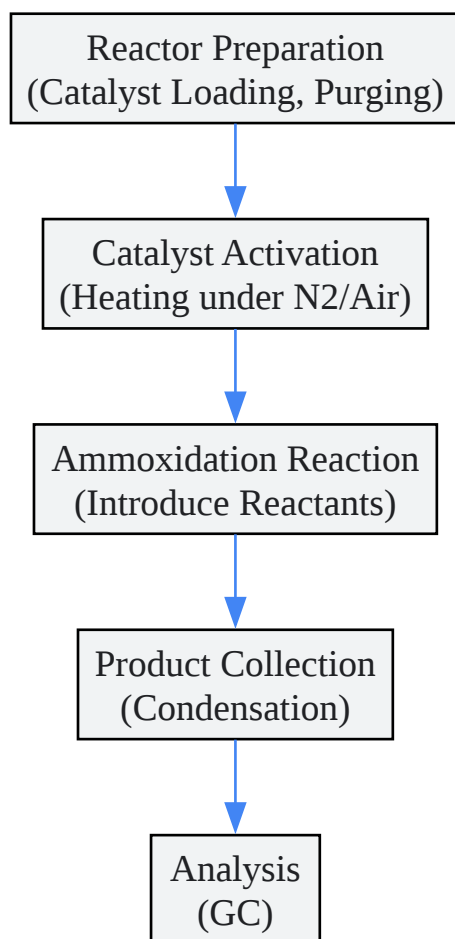 Reactor Preparation
(Catalyst Loading, Purging)
Catalyst Activation
(Heating under N2/Air)
Ammoxidation Reaction
(Introduce Reactants)
Product Collection
(Condensation)
Analysis
(GC)